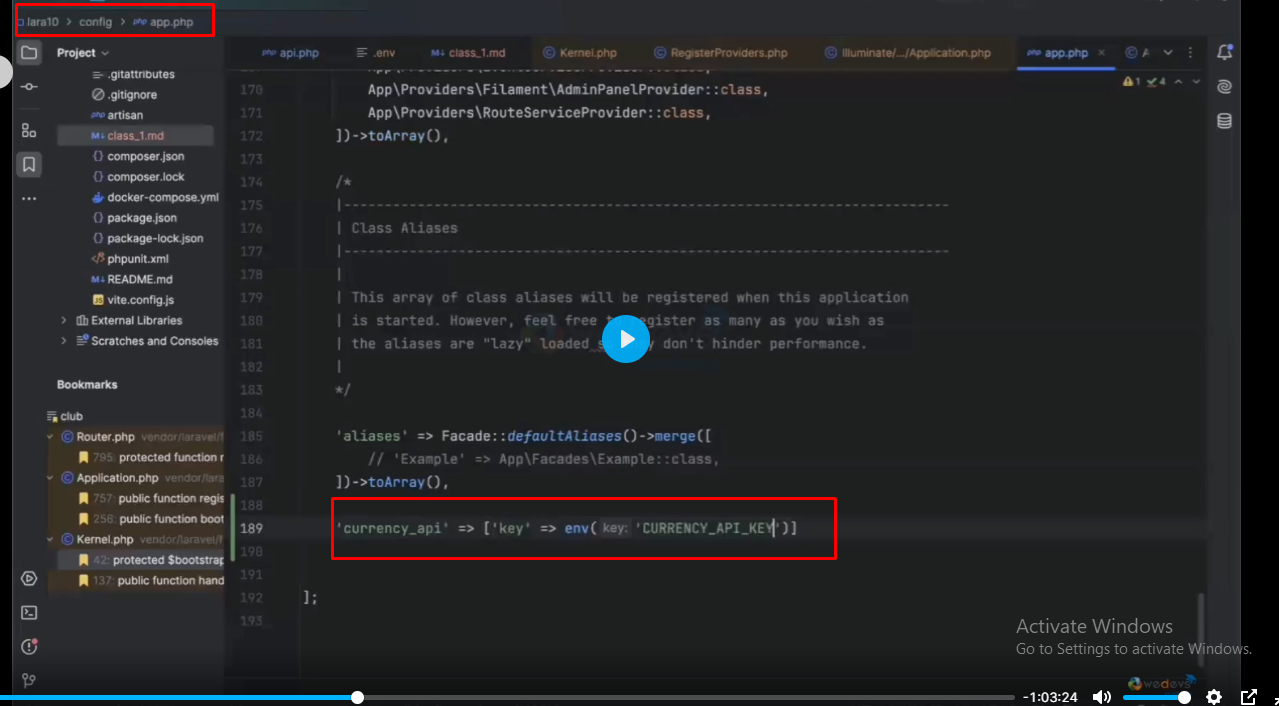 lara10 > config > php app.php
Project
api.php .env class_1.md Kernel.php RegisterProviders.php Illuminate/.../Application.php app.php
.gitattributes
.gitignore
artisan
class_1.md
composer.json
composer.lock
docker-compose.yml
package.json
package-lock.json
phpunit.xml
README.md
vite.config.js
External Libraries
Scratches and Consoles
Bookmarks
club
Router.php vendor/laravel/f
795: protected function r
Application.php vendor/lara
757: public function regis
256: public function boot
Kernel.php vendor/laravel/f
42: protected $bootstrap
137: public function hand
1 4
170 App\Providers\Filament\AdminPanelProvider::class,
171 App\Providers\RouteServiceProvider::class,
172 ])->toArray(),
173
174 /*
175 |--------------------------------------------------------------------------
176 | Class Aliases
177 |--------------------------------------------------------------------------
178 |
179 | This array of class aliases will be registered when this application
180 | is started. However, feel free register as many as you wish as
181 | the aliases are "lazy" loaded don't hinder performance.
182 |
183 */
184
185 'aliases' => Facade::defaultAliases()->merge([
186 // 'Example' => App\Facades\Example::class,
187 ])->toArray(),
188
189 'currency_api' => ['key' => env( key: 'CURRENCY_API_KEY')]
190
191
192 ];
193
Activate Windows
Go to Settings to activate Windows.
wedevs
-1:03:24